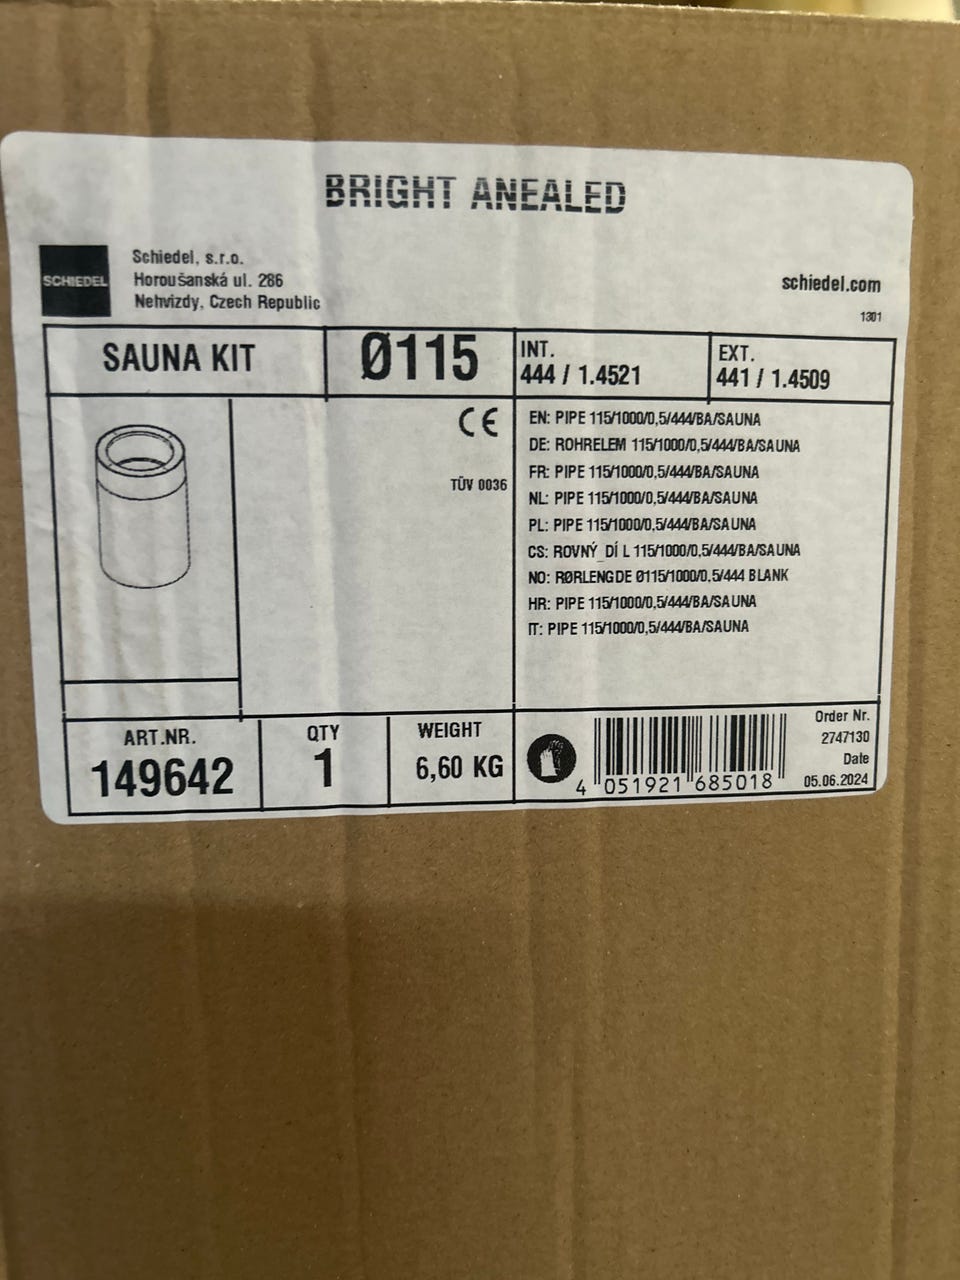 BRIGHT ANEALED
SCHIEDEL
Schiedel, s.r.o.
Horoušanská ul. 286
Nehvizdy, Czech Republic
schiedel.com
1301
SAUNA KIT
Ø115
INT.
444 / 1.4521
EXT.
441 / 1.4509
CE
TÜV 0036
EN: PIPE 115/1000/0,5/444/BA/SAUNA
DE: ROHRELEM 115/1000/0,5/444/BA/SAUNA
FR: PIPE 115/1000/0,5/444/BA/SAUNA
NL: PIPE 115/1000/0,5/444/BA/SAUNA
PL: PIPE 115/1000/0,5/444/BA/SAUNA
CS: ROVNÝ DÍ L 115/1000/0,5/444/BA/SAUNA
NO: RØRLENGDE Ø115/1000/0,5/444 BLANK
HR: PIPE 115/1000/0,5/444/BA/SAUNA
IT: PIPE 115/1000/0,5/444/BA/SAUNA
ART.NR.
149642
QTY
1
WEIGHT
6,60 KG
4 051921 685018
Order Nr.
2747130
Date
05.06.2024